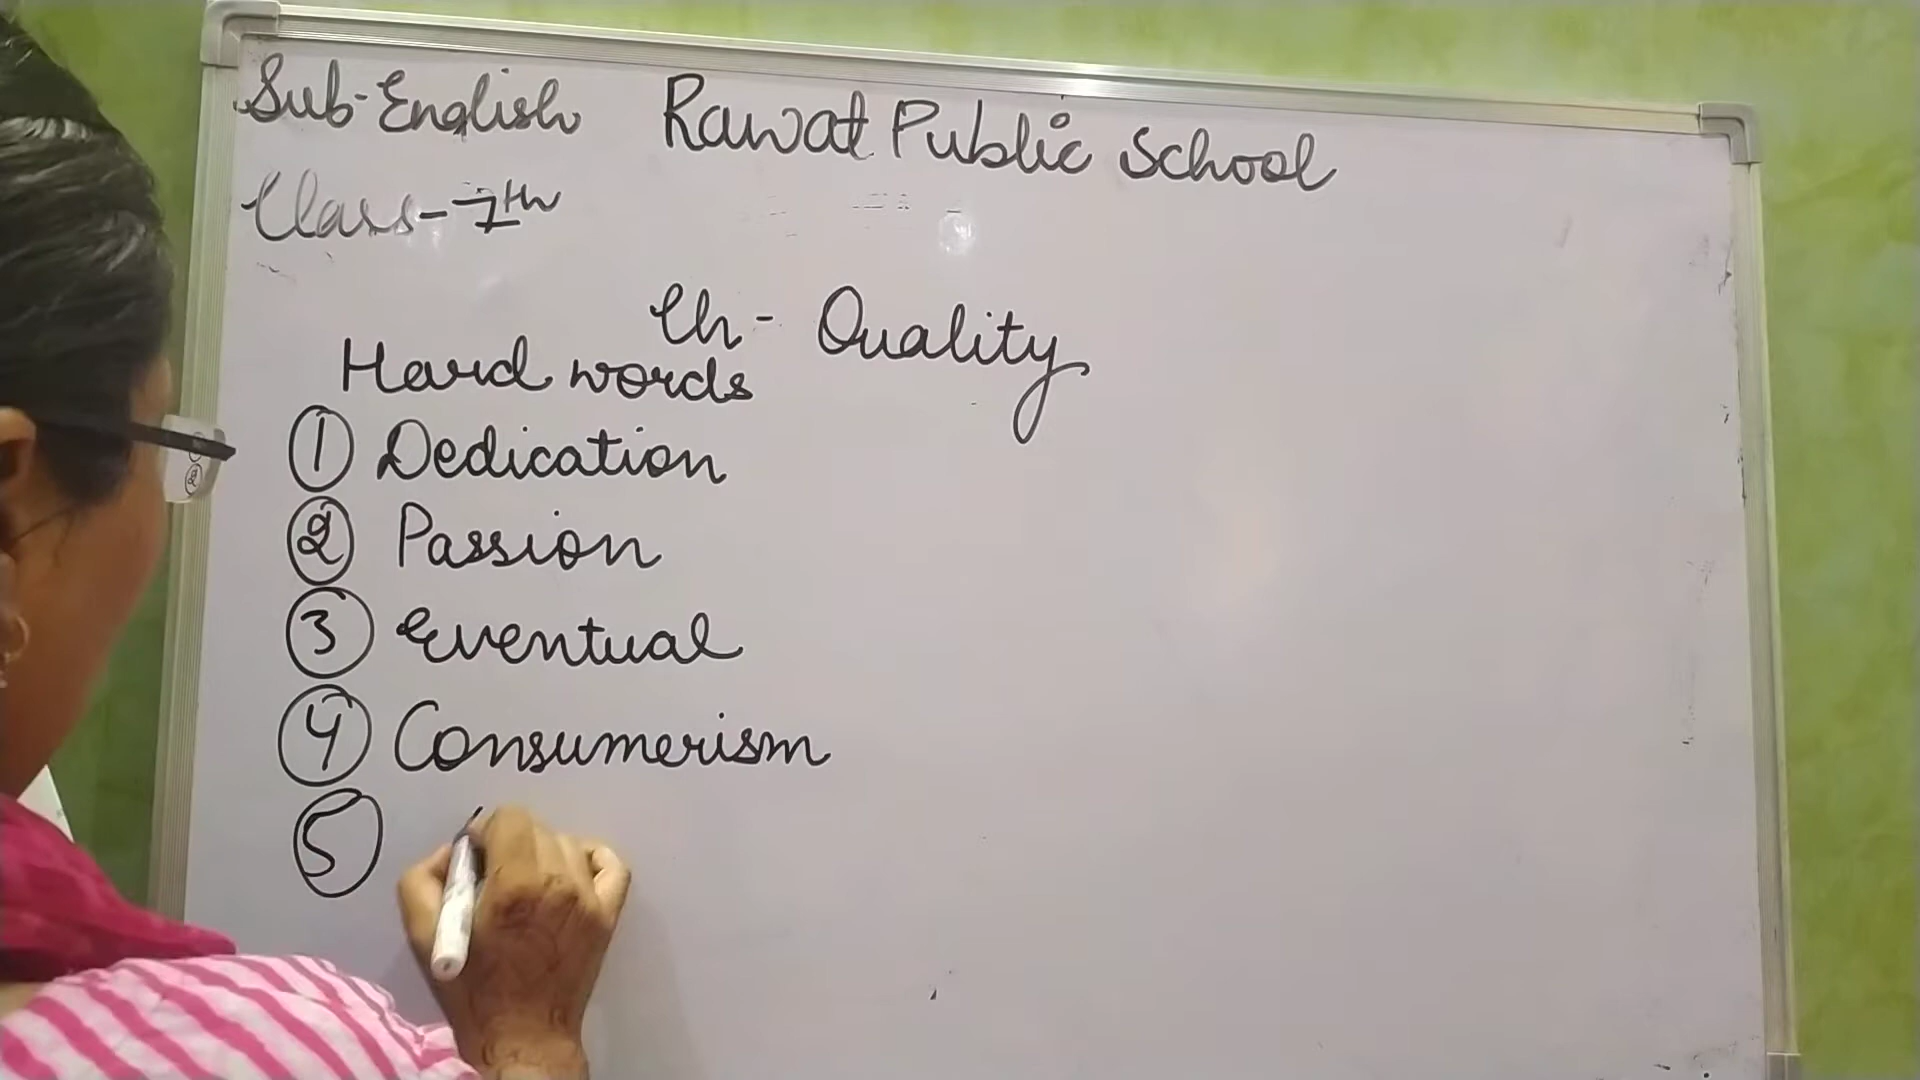 Sub-English Rawat Public School
Class-7th
Ch- Quality
Hard words
1 Dedication
2 Passion
3 Eventual
4 Consumerism
5